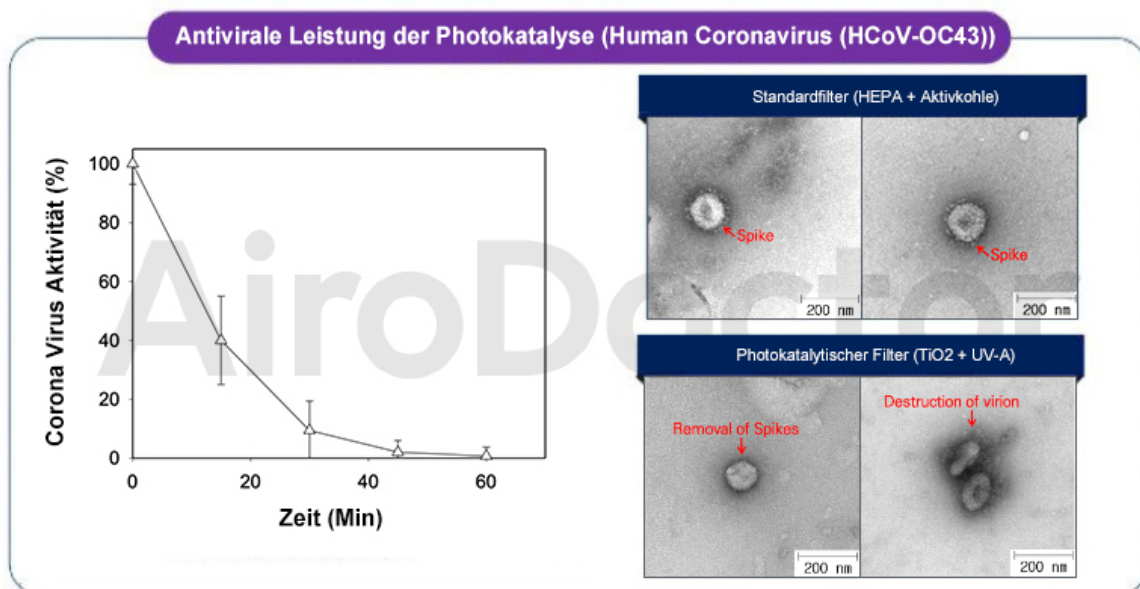 Antivirale Leistung der Photokatalyse (Human Coronavirus (HCoV-OC43))
Corona Virus Aktivität (%)
100
80
60
40
20
0
0
20
40
60
Zeit (Min)
AiroDoctor
Standardfilter (HEPA + Aktivkohle)
Spike
200 nm
Spike
200 nm
Photokatalytischer Filter (TiO2 + UV-A)
Removal of Spikes
200 nm
Destruction of virion
200 nm